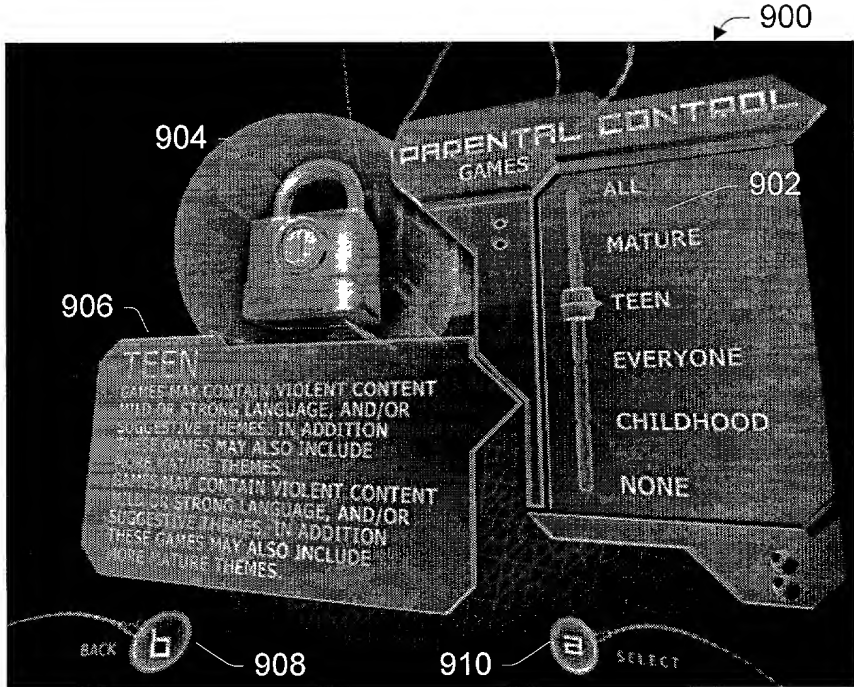 900
904
PARENTAL CONTROL
GAMES
ALL
902
MATURE
TEEN
906
EVERYONE
TEEN
GAMES MAY CONTAIN VIOLENT CONTENT
MILD OR STRONG LANGUAGE, AND/OR
SUGGESTIVE THEMES. IN ADDITION
THESE GAMES MAY ALSO INCLUDE
MORE MATURE THEMES.
GAMES MAY CONTAIN VIOLENT CONTENT
MILD OR STRONG LANGUAGE, AND/OR
SUGGESTIVE THEMES. IN ADDITION
THESE GAMES MAY ALSO INCLUDE
MORE MATURE THEMES.
CHILDHOOD
NONE
BACK b
908
910
a SELECT